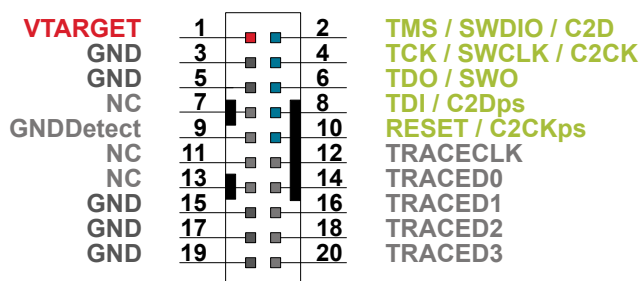 VTARGET 1 2 TMS / SWDIO / C2D
GND 3 4 TCK / SWCLK / C2CK
GND 5 6 TDO / SWO
NC 7 8 TDI / C2Dps
GNDDetect 9 10 RESET / C2CKps
NC 11 12 TRACECLK
NC 13 14 TRACED0
GND 15 16 TRACED1
GND 17 18 TRACED2
GND 19 20 TRACED3